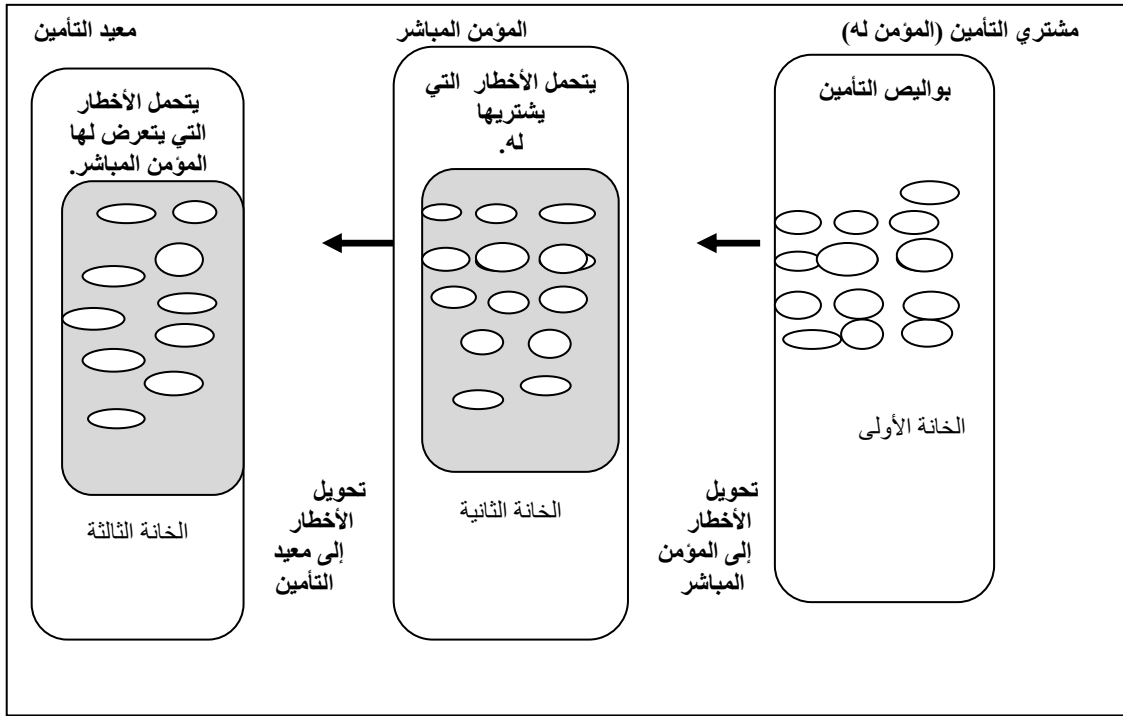 مشتري التأمين (المؤمن له)
المؤمن المباشر
معيد التأمين
بواليص التأمين
الخانة الأولى
تحويل
الأخطار
إلى المؤمن
المباشر
يتحمل الأخطار التي
يشتريها
له.
الخانة الثانية
تحويل
الأخطار
إلى معيد
التأمين
يتحمل الأخطار
التي يتعرض لها
المؤمن المباشر.
الخانة الثالثة